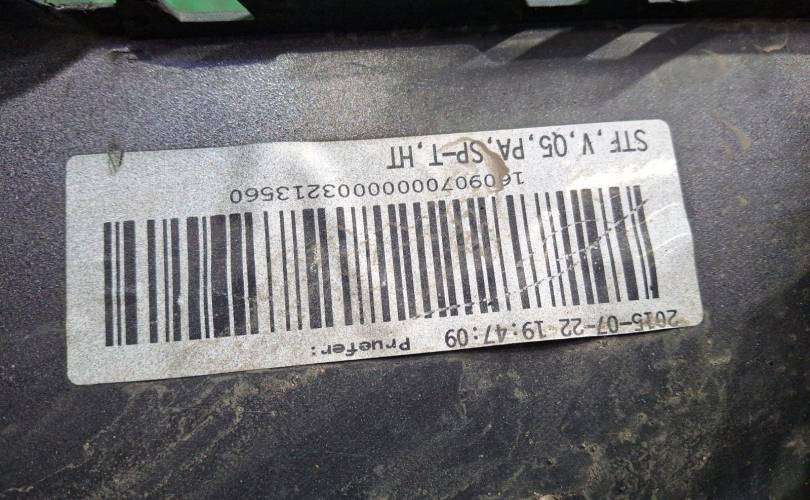 2015-07-22 19:47:09 Pruefer:
16090700000003213560
STF,V,Q5,PA,SP-T,HT